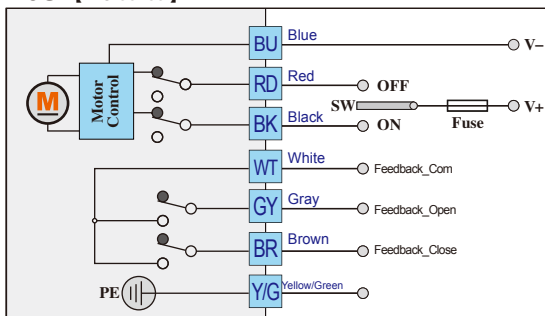 BU Blue V−
RD Red OFF
M Motor Control SW Fuse V+
BK Black ON
WT White Feedback_Com
GY Gray Feedback_Open
BR Brown Feedback_Close
PE Y/G Yellow/Green